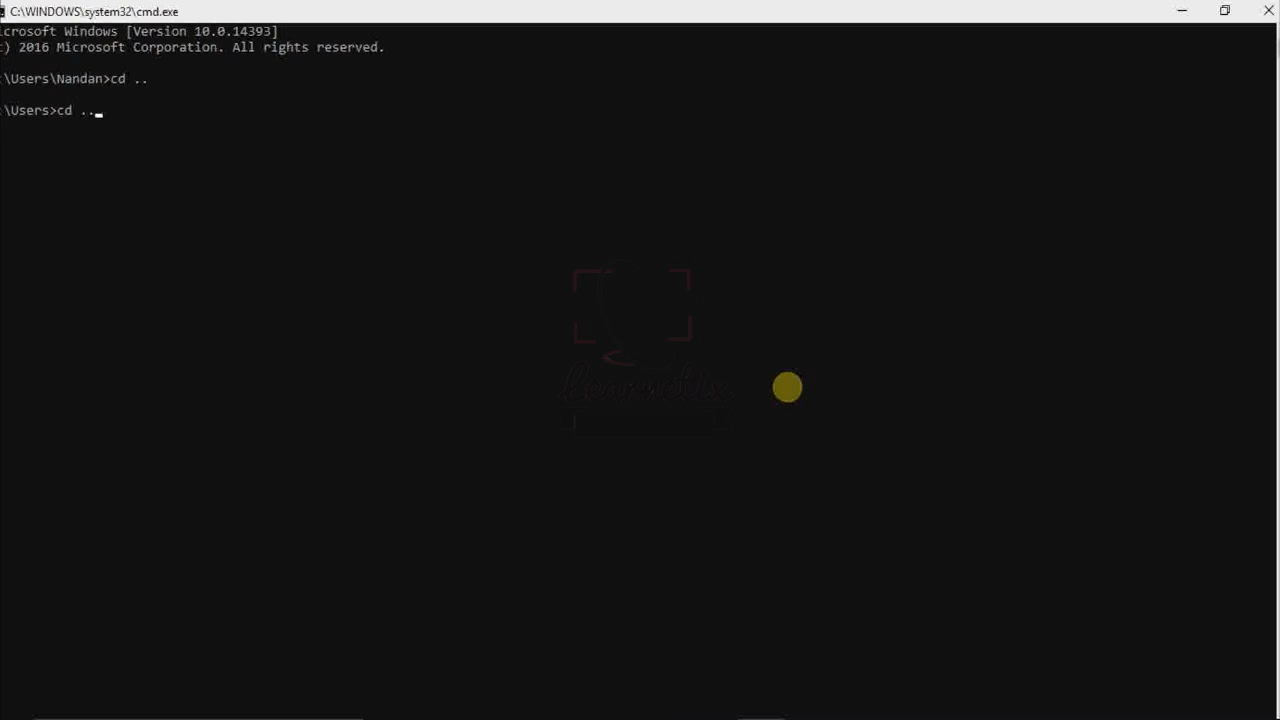 C:\WINDOWS\system32\cmd.exe
icrosoft Windows [Version 10.0.14393]
c) 2016 Microsoft Corporation. All rights reserved.
:\Users\Nandan>cd ..
:\Users>cd ..